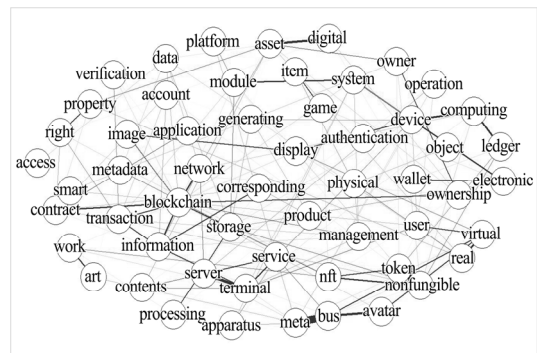 platform
asset
digital
data
owner
verification
item
module
system
operation
property
account
game
computing
right
image
application
generating
device
authentication
display
object
ledger
access
metadata
network
smart
corresponding
physical
wallet
electronic
contract
blockchain
ownership
transaction
product
storage
user
virtual
work
information
management
service
real
art
server
nft
token
contents
terminal
nonfungible
processing
apparatus
meta
bus
avatar